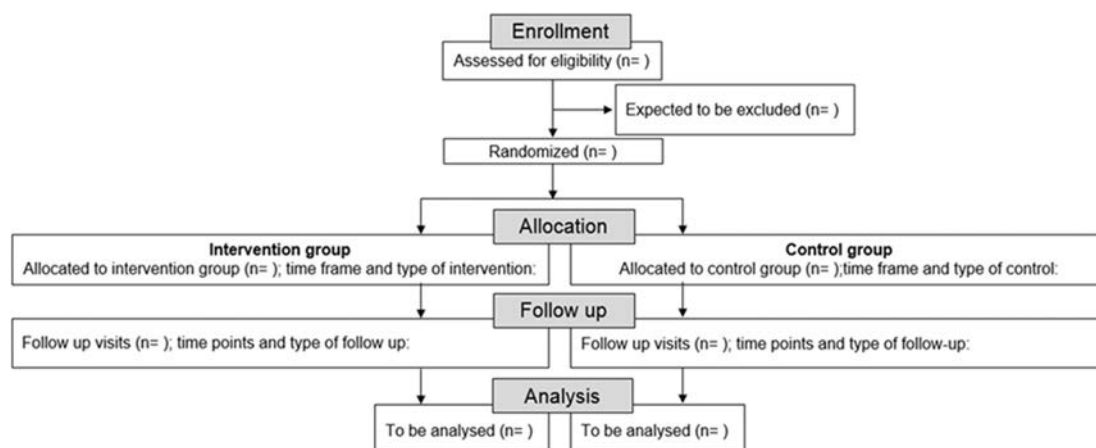 Enrollment
Assessed for eligibility (n= )
Expected to be excluded (n= )
Randomized (n= )
Allocation
Intervention group
Allocated to intervention group (n= ); time frame and type of intervention:
Control group
Allocated to control group (n= );time frame and type of control:
Follow up
Follow up visits (n= ); time points and type of follow up:
Follow up visits (n= ); time points and type of follow-up:
Analysis
To be analysed (n= )
To be analysed (n= )